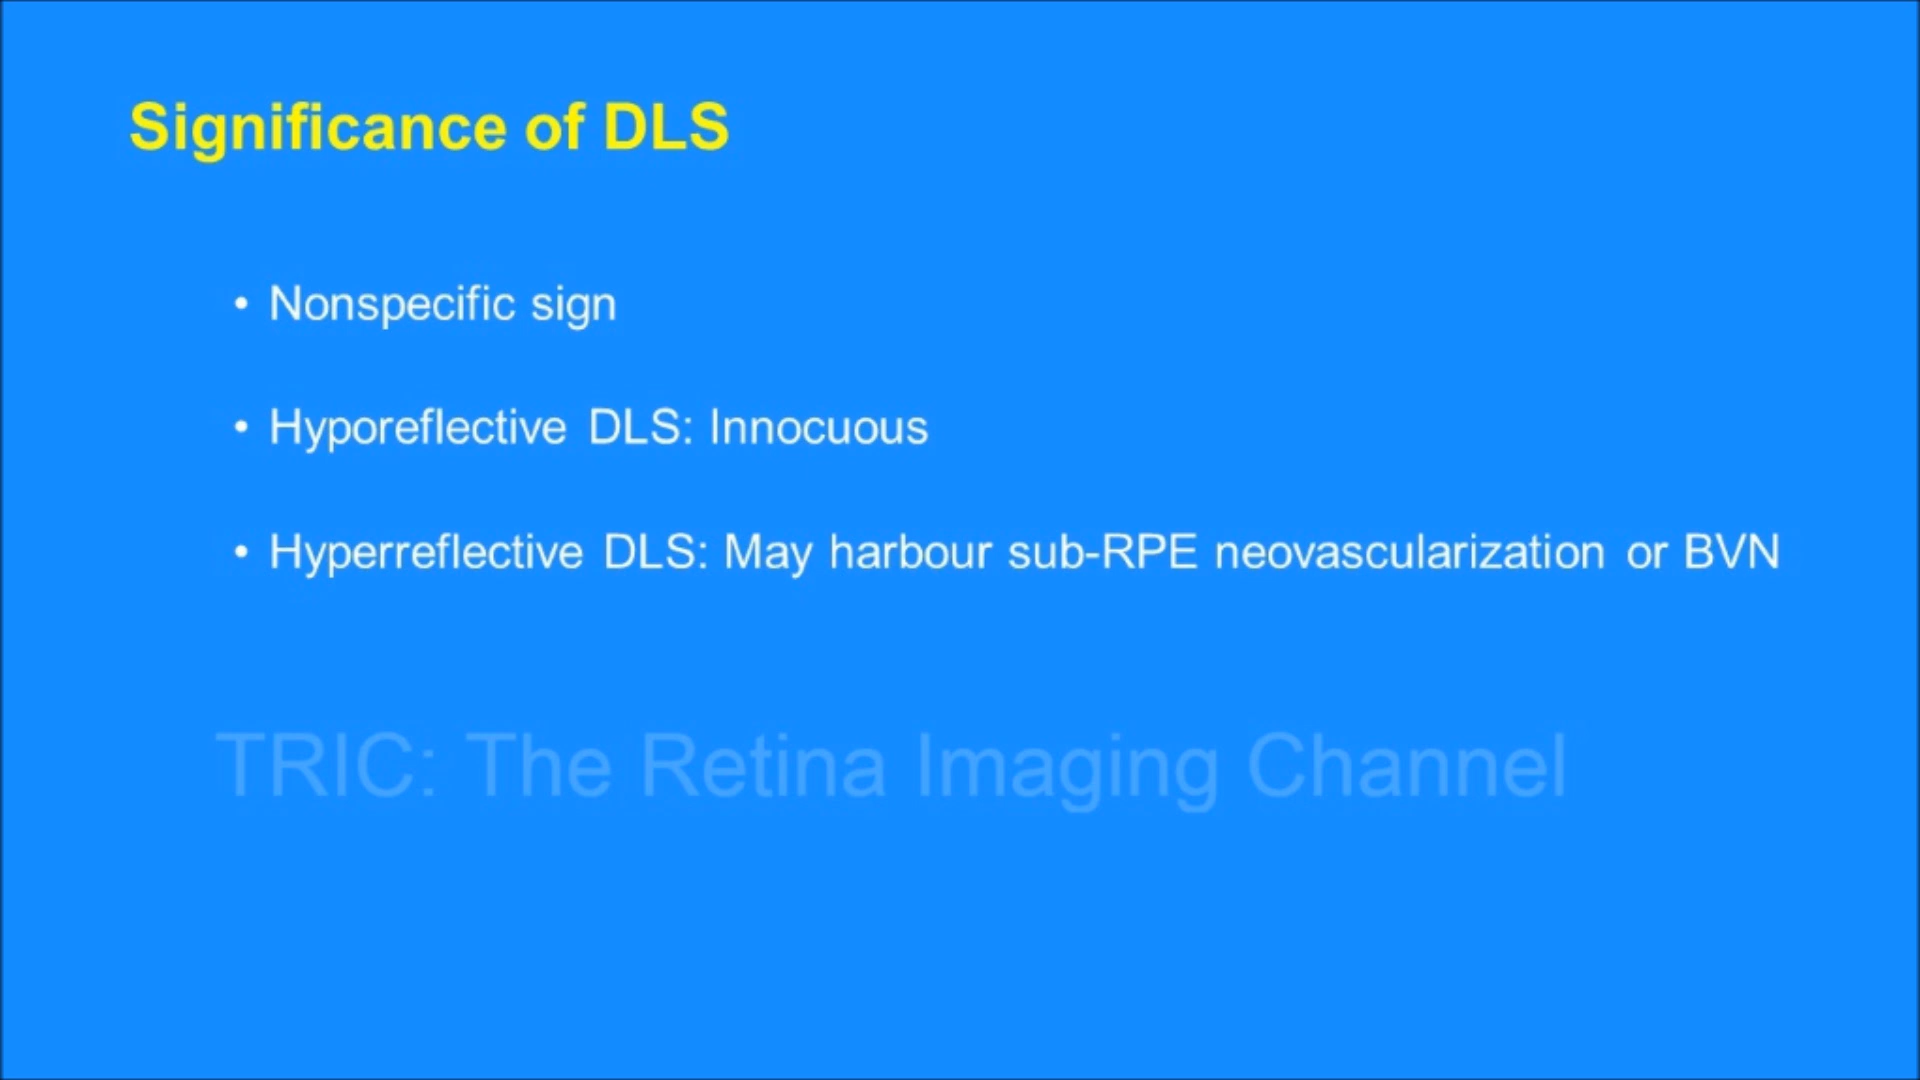 Significance of DLS
• Nonspecific sign
• Hyporeflective DLS: Innocuous
• Hyperreflective DLS: May harbour sub-RPE neovascularization or BVN
TRIC: The Retina Imaging Channel